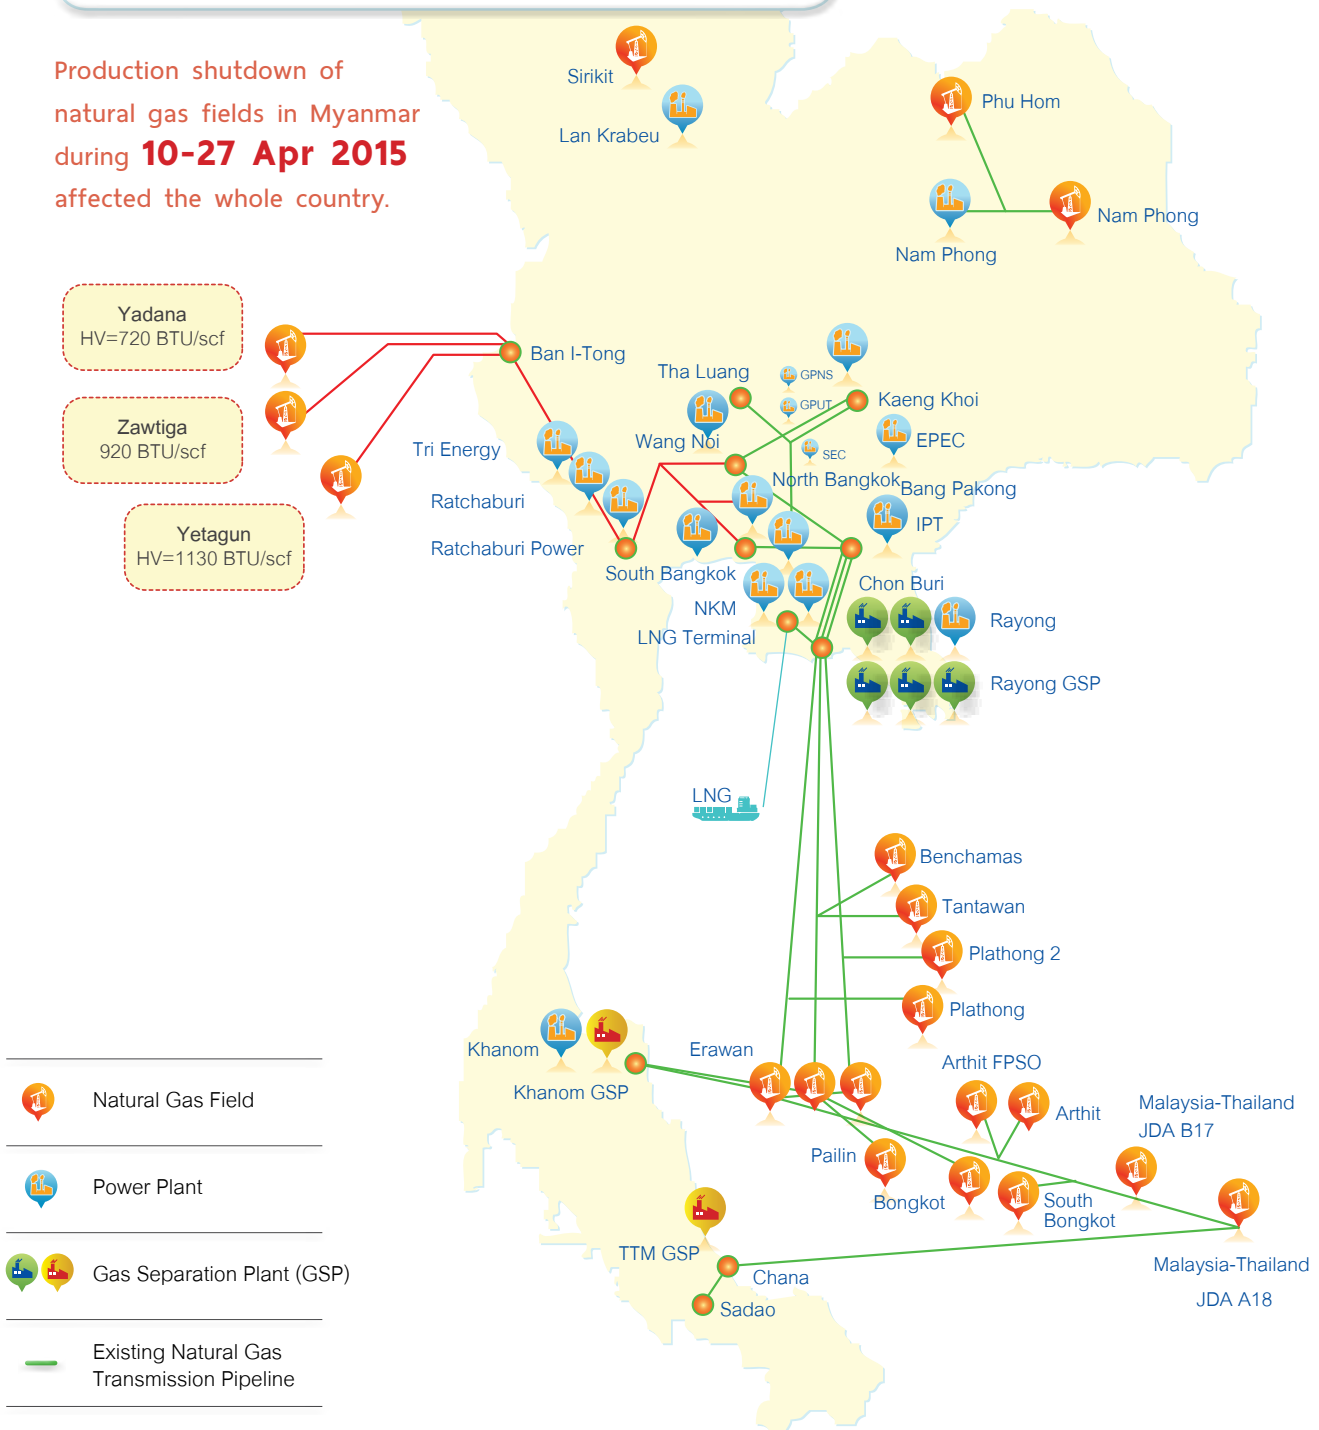 Production shutdown of
natural gas fields in Myanmar
during 10-27 Apr 2015
affected the whole country.
Sirikit
Lan Krabeu
Phu Hom
Nam Phong
Nam Phong
Yadana
HV=720 BTU/scf
Zawtiga
920 BTU/scf
Yetagun
HV=1130 BTU/scf
Ban I-Tong
Tha Luang
GPNS
GPUT
Kaeng Khoi
Tri Energy
Wang Noi
SEC
EPEC
Ratchaburi
North Bangkok
Bang Pakong
IPT
Ratchaburi Power
South Bangkok
Chon Buri
NKM
LNG Terminal
Rayong
Rayong GSP
LNG
Benchamas
Tantawan
Plathong 2
Plathong
Khanom
Khanom GSP
Erawan
Arthit FPSO
Arthit
Malaysia-Thailand
JDA B17
Pailin
Bongkot
South
Bongkot
TTM GSP
Chana
Sadao
Malaysia-Thailand
JDA A18
Natural Gas Field
Power Plant
Gas Separation Plant (GSP)
Existing Natural Gas
Transmission Pipeline